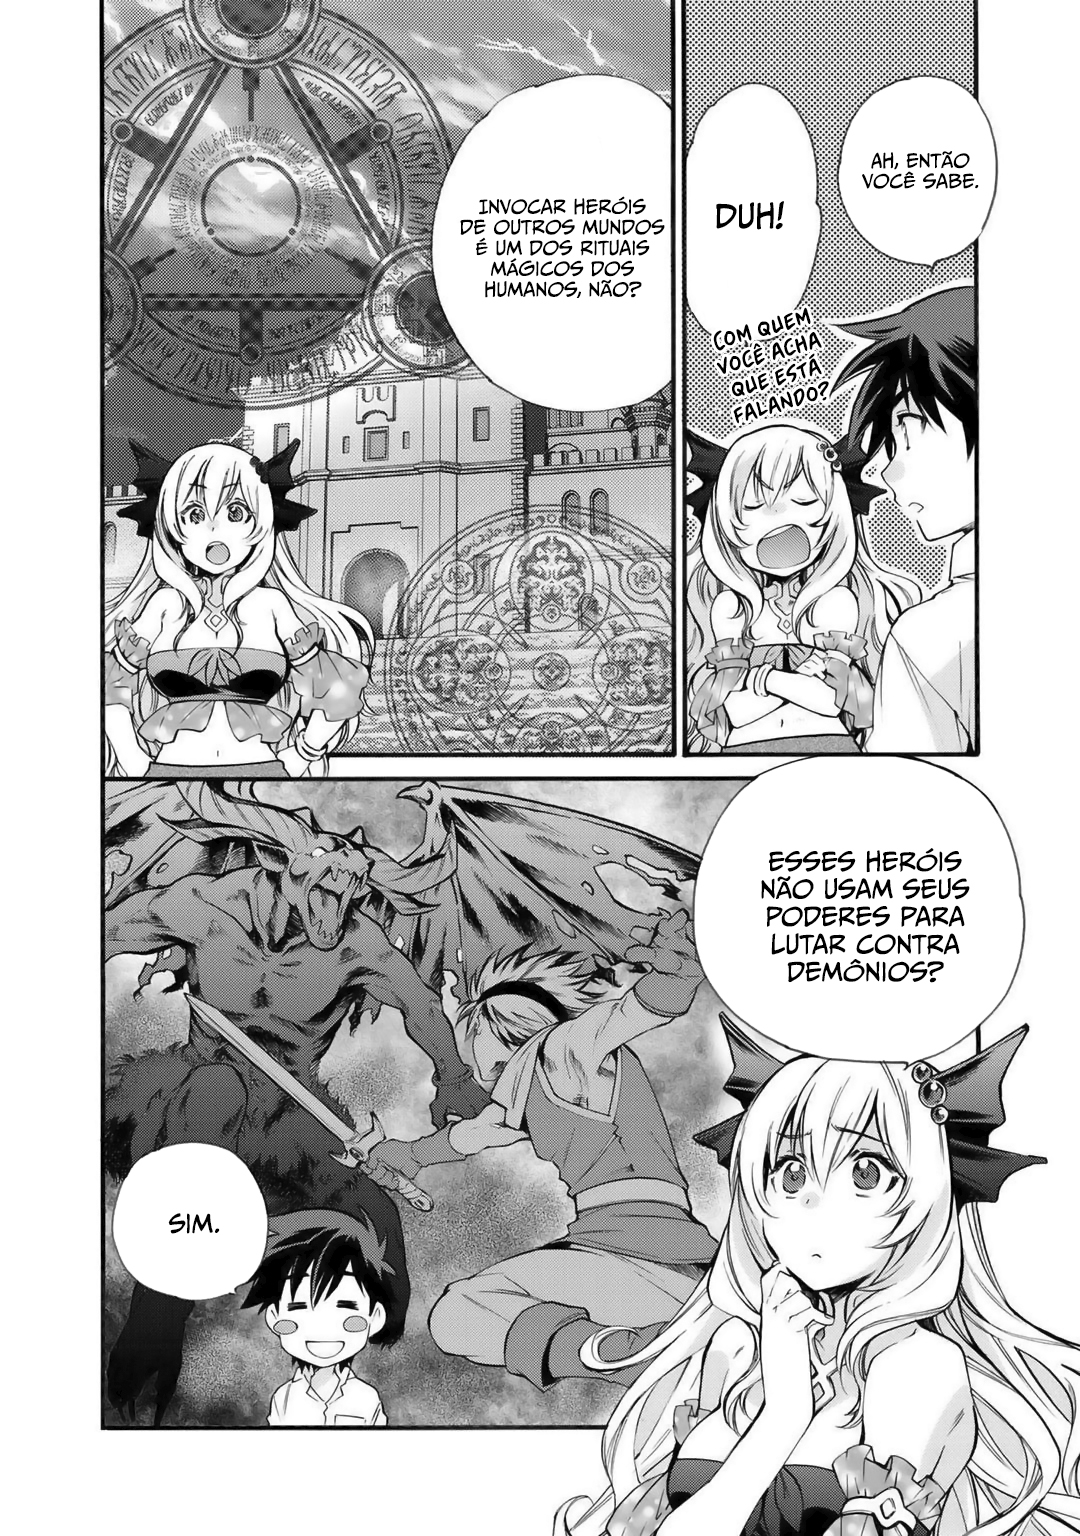 AH, ENTÃO
VOCÊ SABE.
DUH!
COM QUEM
VOCÊ ACHA
QUE ESTÁ
FALANDO?
INVOCAR HERÓIS
DE OUTROS MUNDOS
É UM DOS RITUAIS
MÁGICOS DOS
HUMANOS, NÃO?
ESSES HERÓIS
NÃO USAM SEUS
PODERES PARA
LUTAR CONTRA
DEMÔNIOS?
SIM.